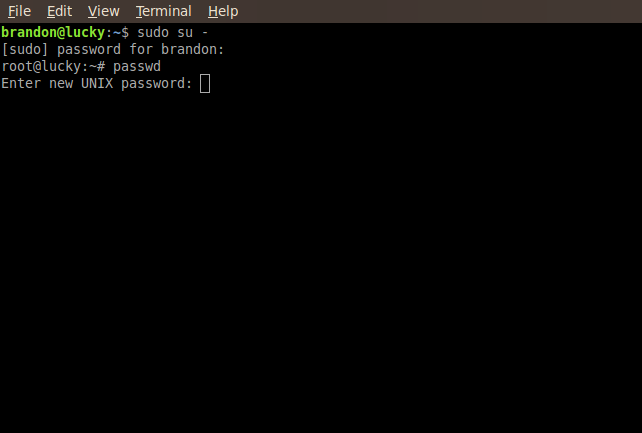 File Edit View Terminal Help
brandon@lucky:~$ sudo su -
[sudo] password for brandon:
root@lucky:~# passwd
Enter new UNIX password: